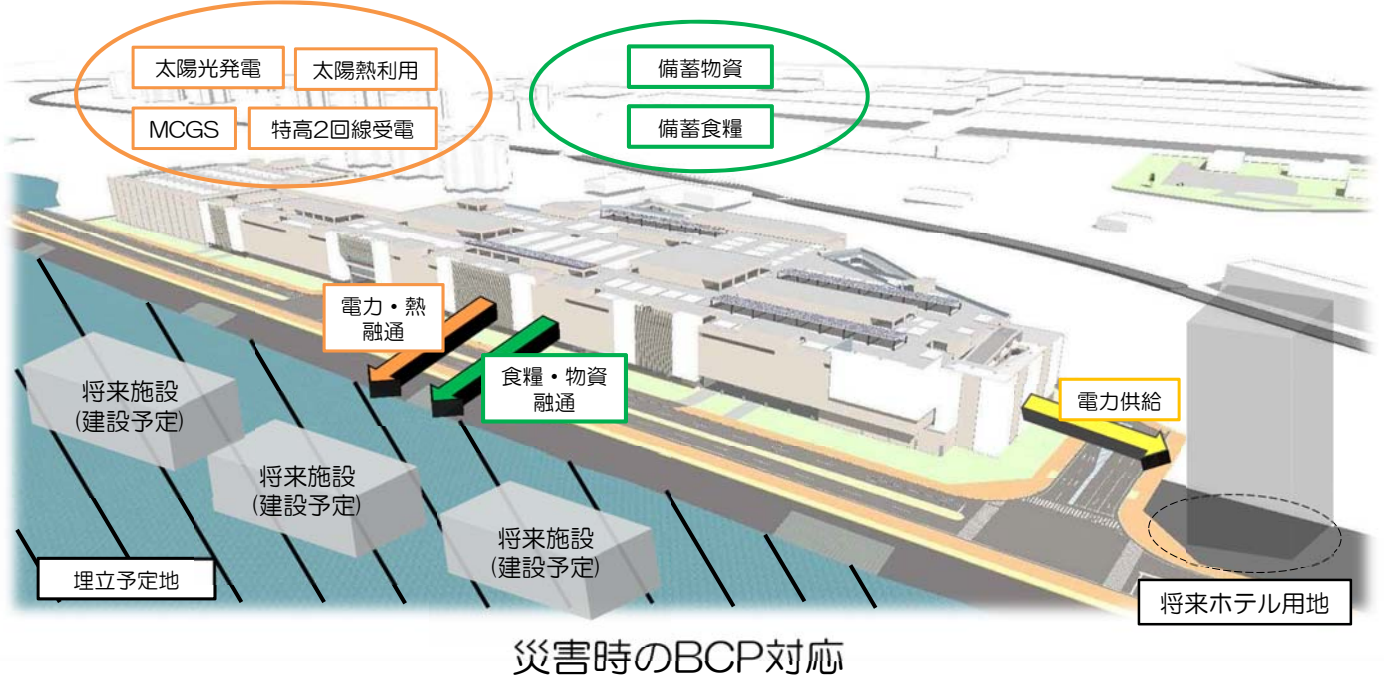 太陽光発電
太陽熱利用
MCGS
特高2回線受電
備蓄物資
備蓄食糧
電力・熱
融通
食糧・物資
融通
電力供給
将来施設
(建設予定)
将来施設
(建設予定)
将来施設
(建設予定)
埋立予定地
将来ホテル用地
災害時のBCP対応